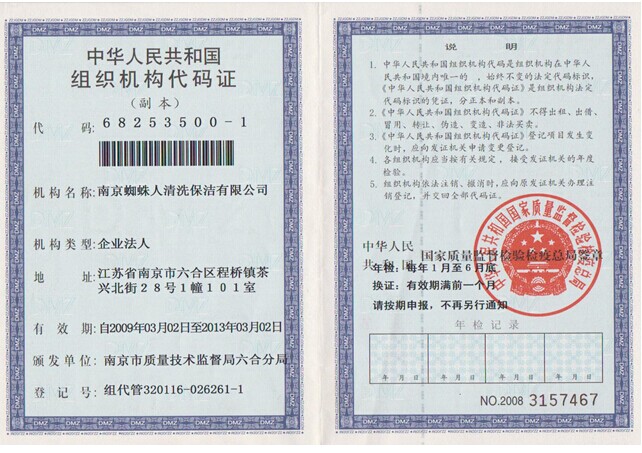 中华人民共和国
组织机构代码证
（副本）
代 码: 68253500-1
机构名称: 南京蜘蛛人清洗保洁有限公司
机构类型: 企业法人
地 址: 江苏省南京市六合区程桥镇茶
兴北街28号1幢101室
有 效 期: 自2009年03月02日至2013年03月02日
颁发单位: 南京市质量技术监督局六合分局
登 记 号: 组代管320116-026261-1
说 明
1. 中华人民共和国组织机构代码是组织机构在中华人
民共和国境内唯一的、始终不变的法定代码标识，
《中华人民共和国组织机构代码证》是组织机构法定
代码标识的凭证，分正本和副本。
2.《中华人民共和国组织机构代码证》不得出租、出借、
冒用、转让、伪造、变造、非法买卖。
3.《中华人民共和国组织机构代码证》登记项目发生变
化时，应向发证机关申请变更登记。
4. 各组织机构应当按有关规定，接受发证机关的年度
检验。
5. 组织机构依法注销、撤消时，应向原发证机关办理注
销登记，并交回全部代码证。
中华人民
共和国 国家质量监督检验检疫总局签章
年检：每年1月至6月底
换证：有效期满前一个月
请按期申报，不再另行通知
年检记录
年 月 日 年 月 日 年 月 日 年 月 日
NO.2008 3157467
中华人民共和国国家质量监督检验检疫总局
DMZ